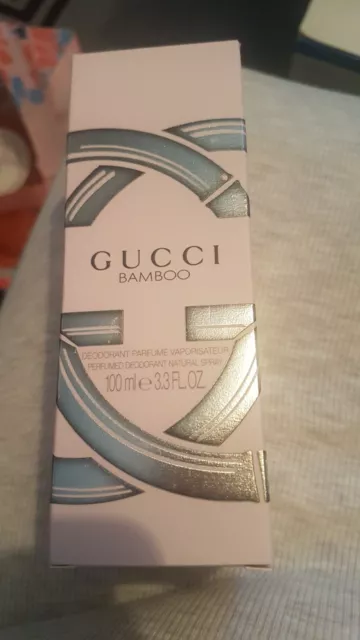 GUCCI
BAMBOO
DEODORANT PARFUMÉ VAPORISATEUR
PERFUMED DEODORANT NATURAL SPRAY
100 ml e 3.3 FL.OZ.